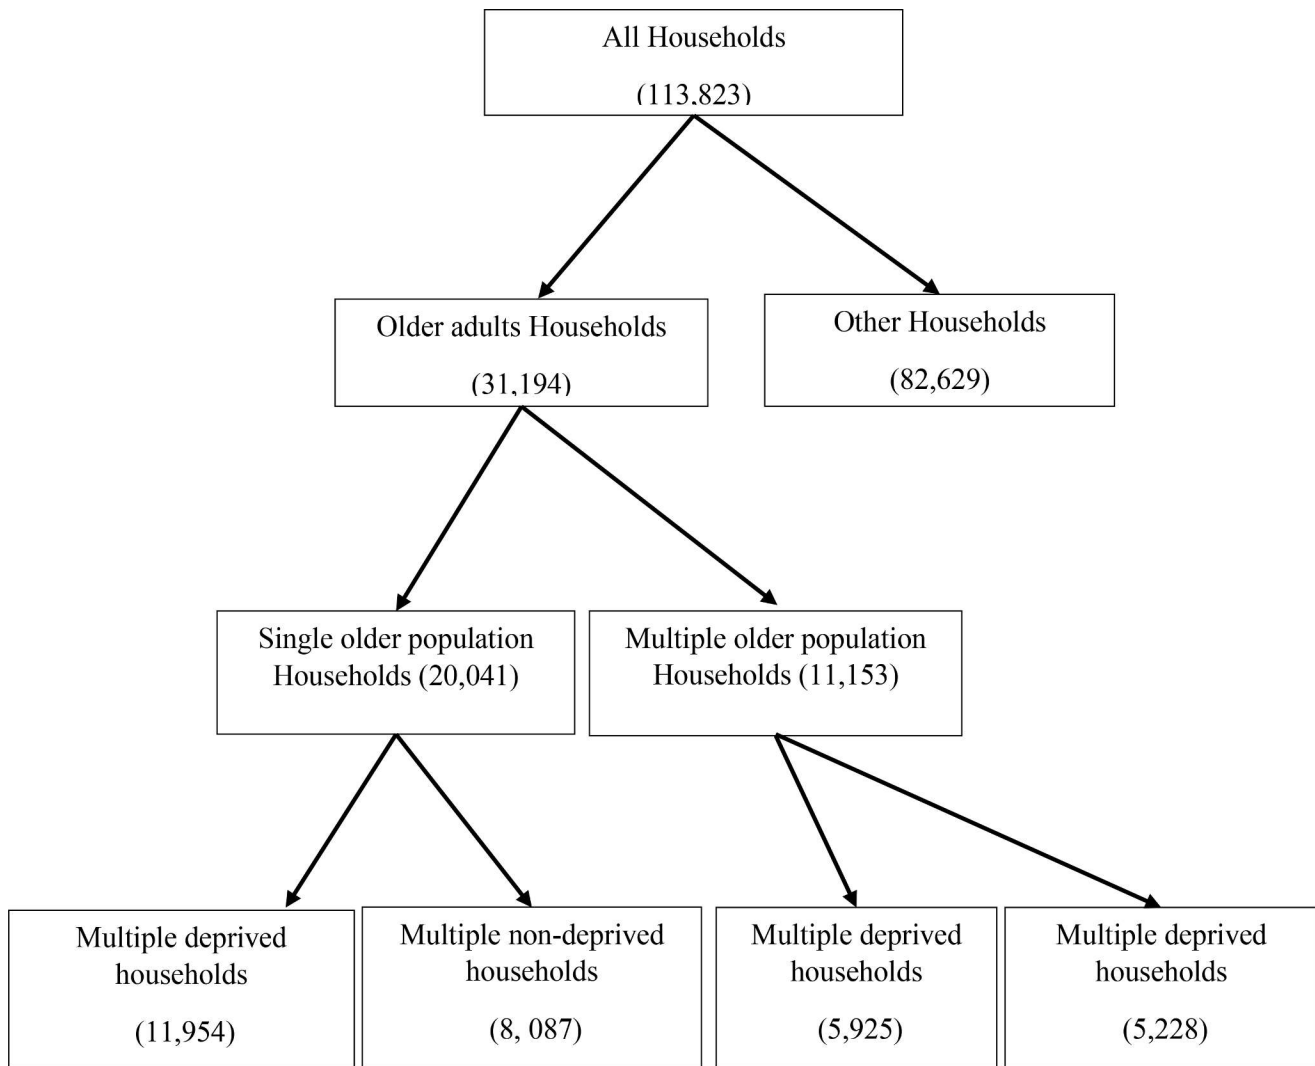 All Households
(113,823)
Older adults Households
(31,194)
Other Households
(82,629)
Single older population
Households (20,041)
Multiple older population
Households (11,153)
Multiple deprived
households
(11,954)
Multiple non-deprived
households
(8, 087)
Multiple deprived
households
(5,925)
Multiple deprived
households
(5,228)